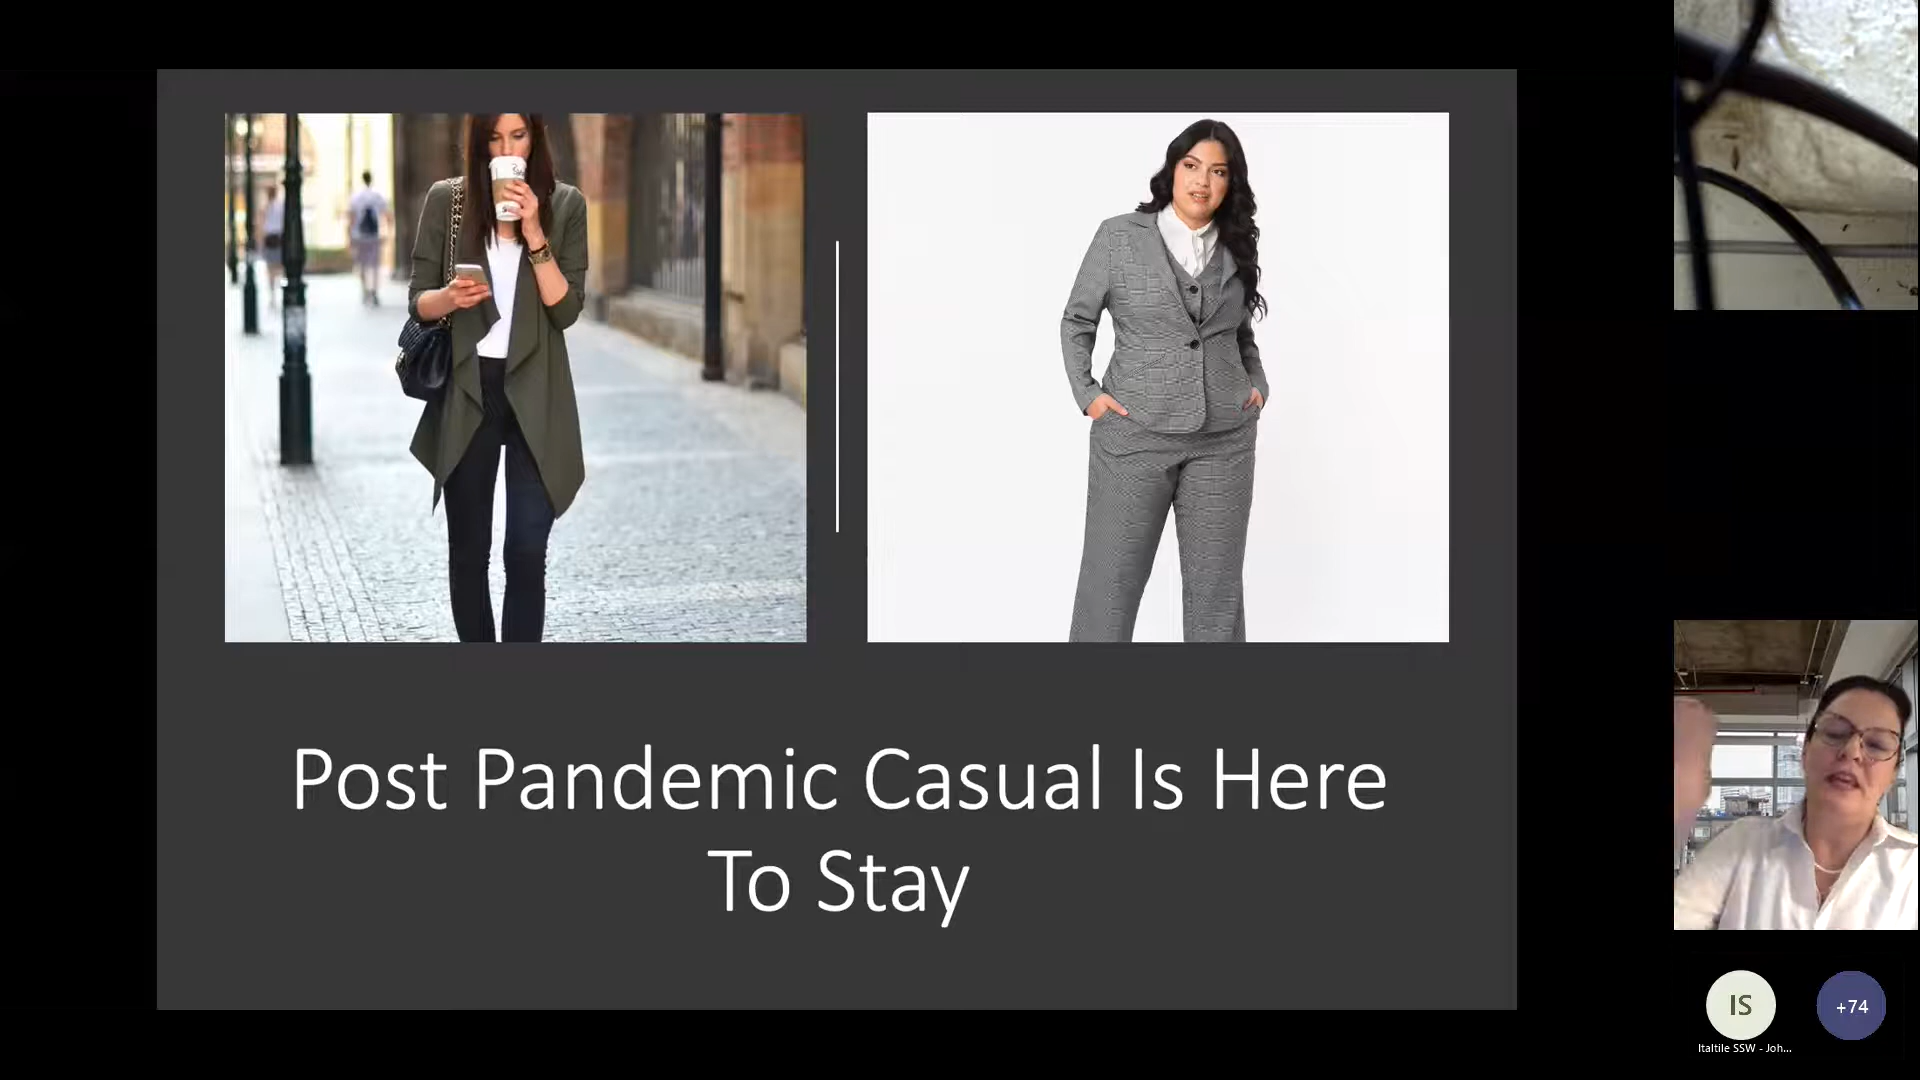 Post Pandemic Casual Is Here
To Stay
IS
+74
Italtile SSW - Joh...